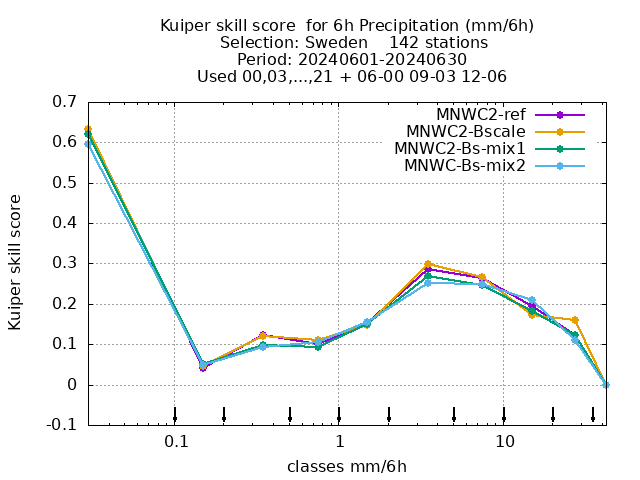 Kuiper skill score  for 6h Precipitation (mm/6h)
Selection: Sweden    142 stations
Period: 20240601-20240630
Used 00,03,...,21 + 06-00 09-03 12-06
MNWC2-ref
MNWC2-Bscale
MNWC2-Bs-mix1
MNWC-Bs-mix2
Kuiper skill score
0.7
0.6
0.5
0.4
0.3
0.2
0.1
0
-0.1
0.1 1 10
classes mm/6h